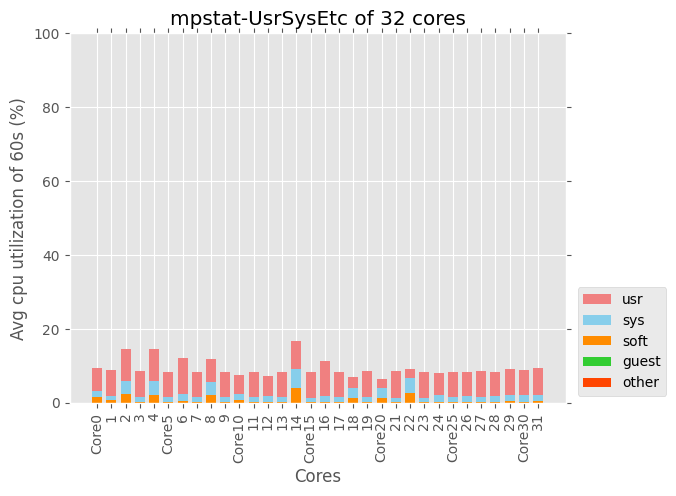 mpstat-UsrSysEtc of 32 cores
Avg cpu utilization of 60s (%)
100
80
60
40
20
0
Core0
1
2
3
4
Core5
6
7
8
9
Core10
11
12
13
14
Core15
16
17
18
19
Core20
21
22
23
24
Core25
26
27
28
29
Core30
31
Cores
usr
sys
soft
guest
other